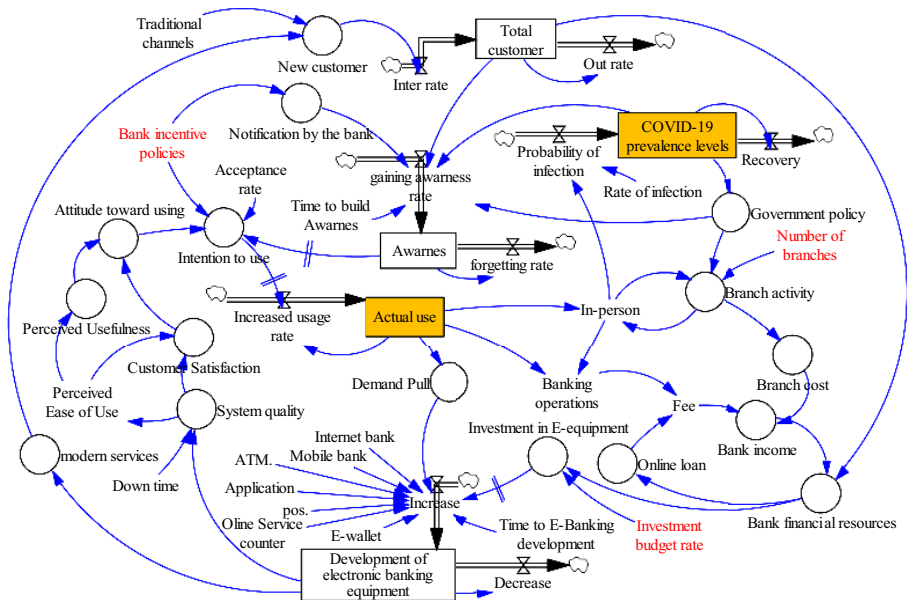 Traditional
channels
New customer
Inter rate
Total
customer
Out rate
Bank incentive
policies
Notification by the bank
Acceptance
rate
gaining awarness
rate
Time to build
Awarnes
Probability of
infection
COVID-19
prevalence levels
Recovery
Rate of infection
Government policy
Number of
branches
Attitude toward using
Intention to use
Awarnes
forgetting rate
Branch activity
Perceived Usefulness
Increased usage
rate
Actual use
In-person
Customer Satisfaction
Perceived
Ease of Use
System quality
Demand Pull
Banking
operations
Fee
Branch cost
Bank income
modern services
Down time
Internet bank
Mobile bank
ATM.
Application
pos.
Oline Service
counter
E-wallet
Increase
Investment in E-equipment
Online loan
Bank financial resources
Time to E-Banking
development
Investment
budget rate
Development of
electronic banking
equipment
Decrease